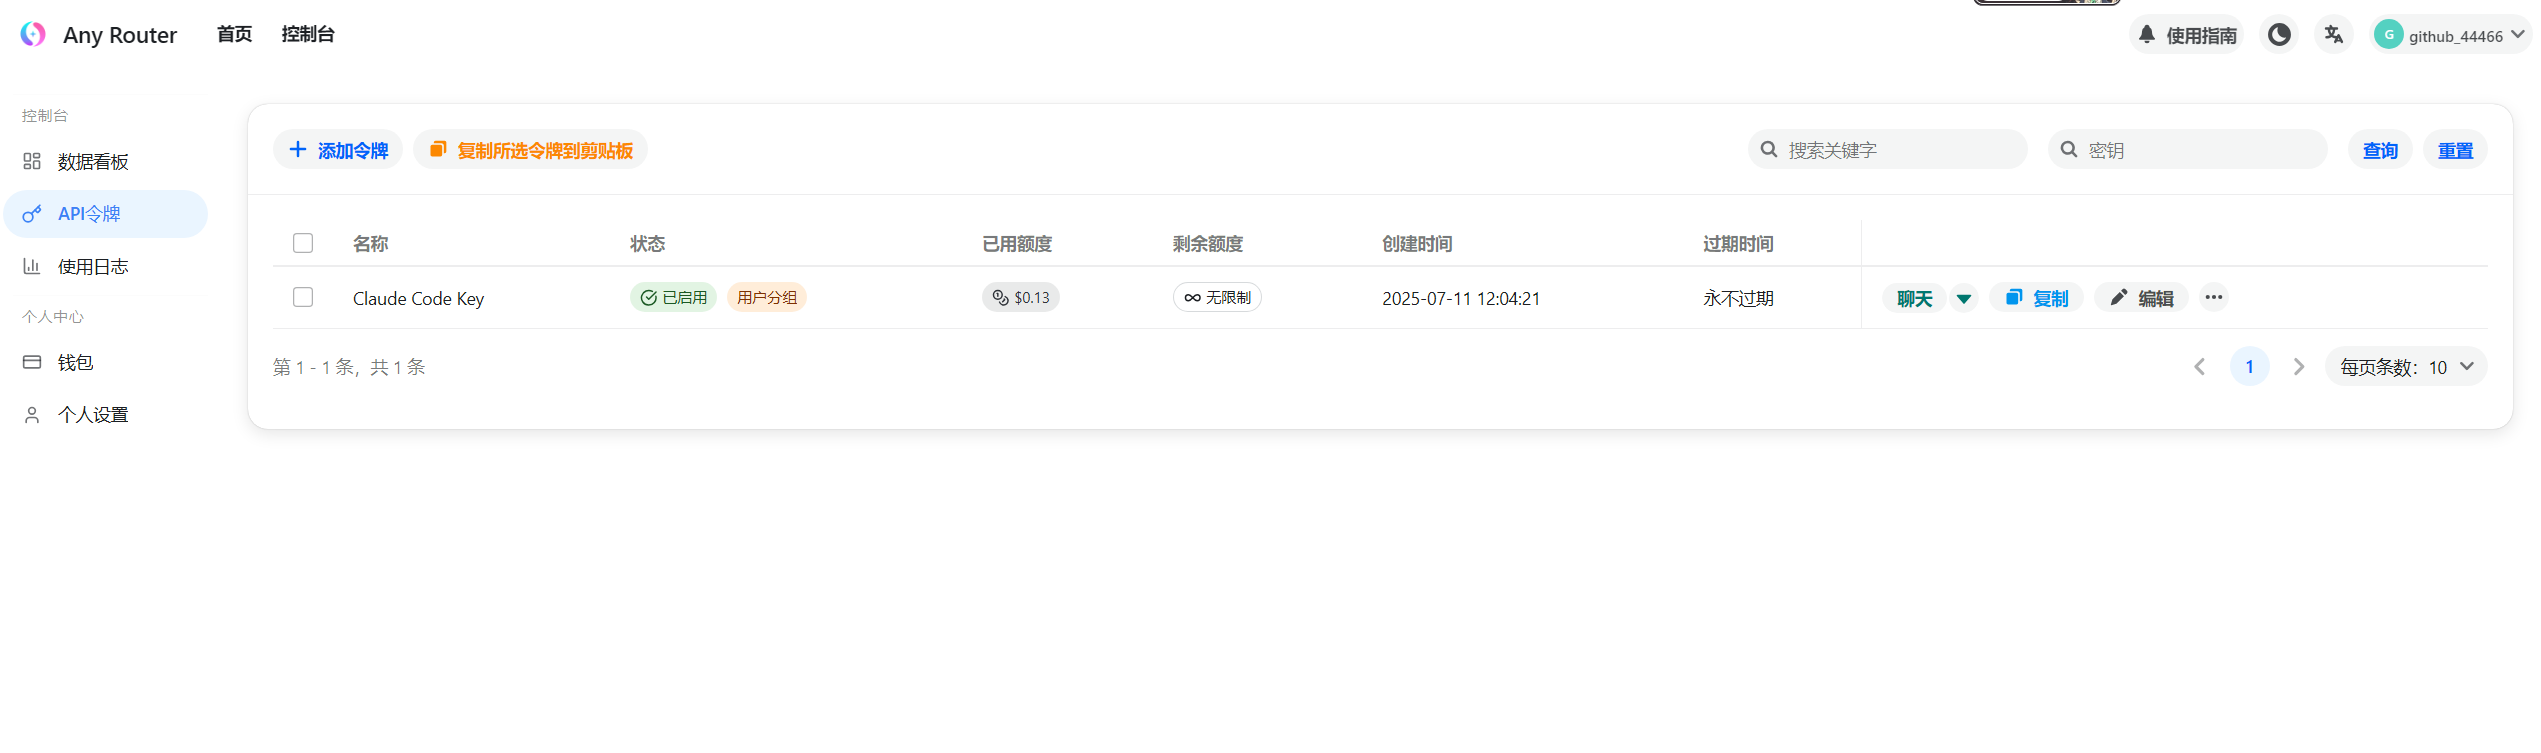 Any Router 首页 控制台 使用指南 G github_44466
控制台
数据看板
API令牌
使用日志
个人中心
钱包
个人设置
添加令牌 复制所选令牌到剪贴板 搜索关键字 密钥 查询 重置
名称 状态 已用额度 剩余额度 创建时间 过期时间
Claude Code Key 已启用 用户分组 $0.13 无限制 2025-07-11 12:04:21 永不过期 聊天 复制 编辑
第 1 - 1 条，共 1 条 1 每页条数：10